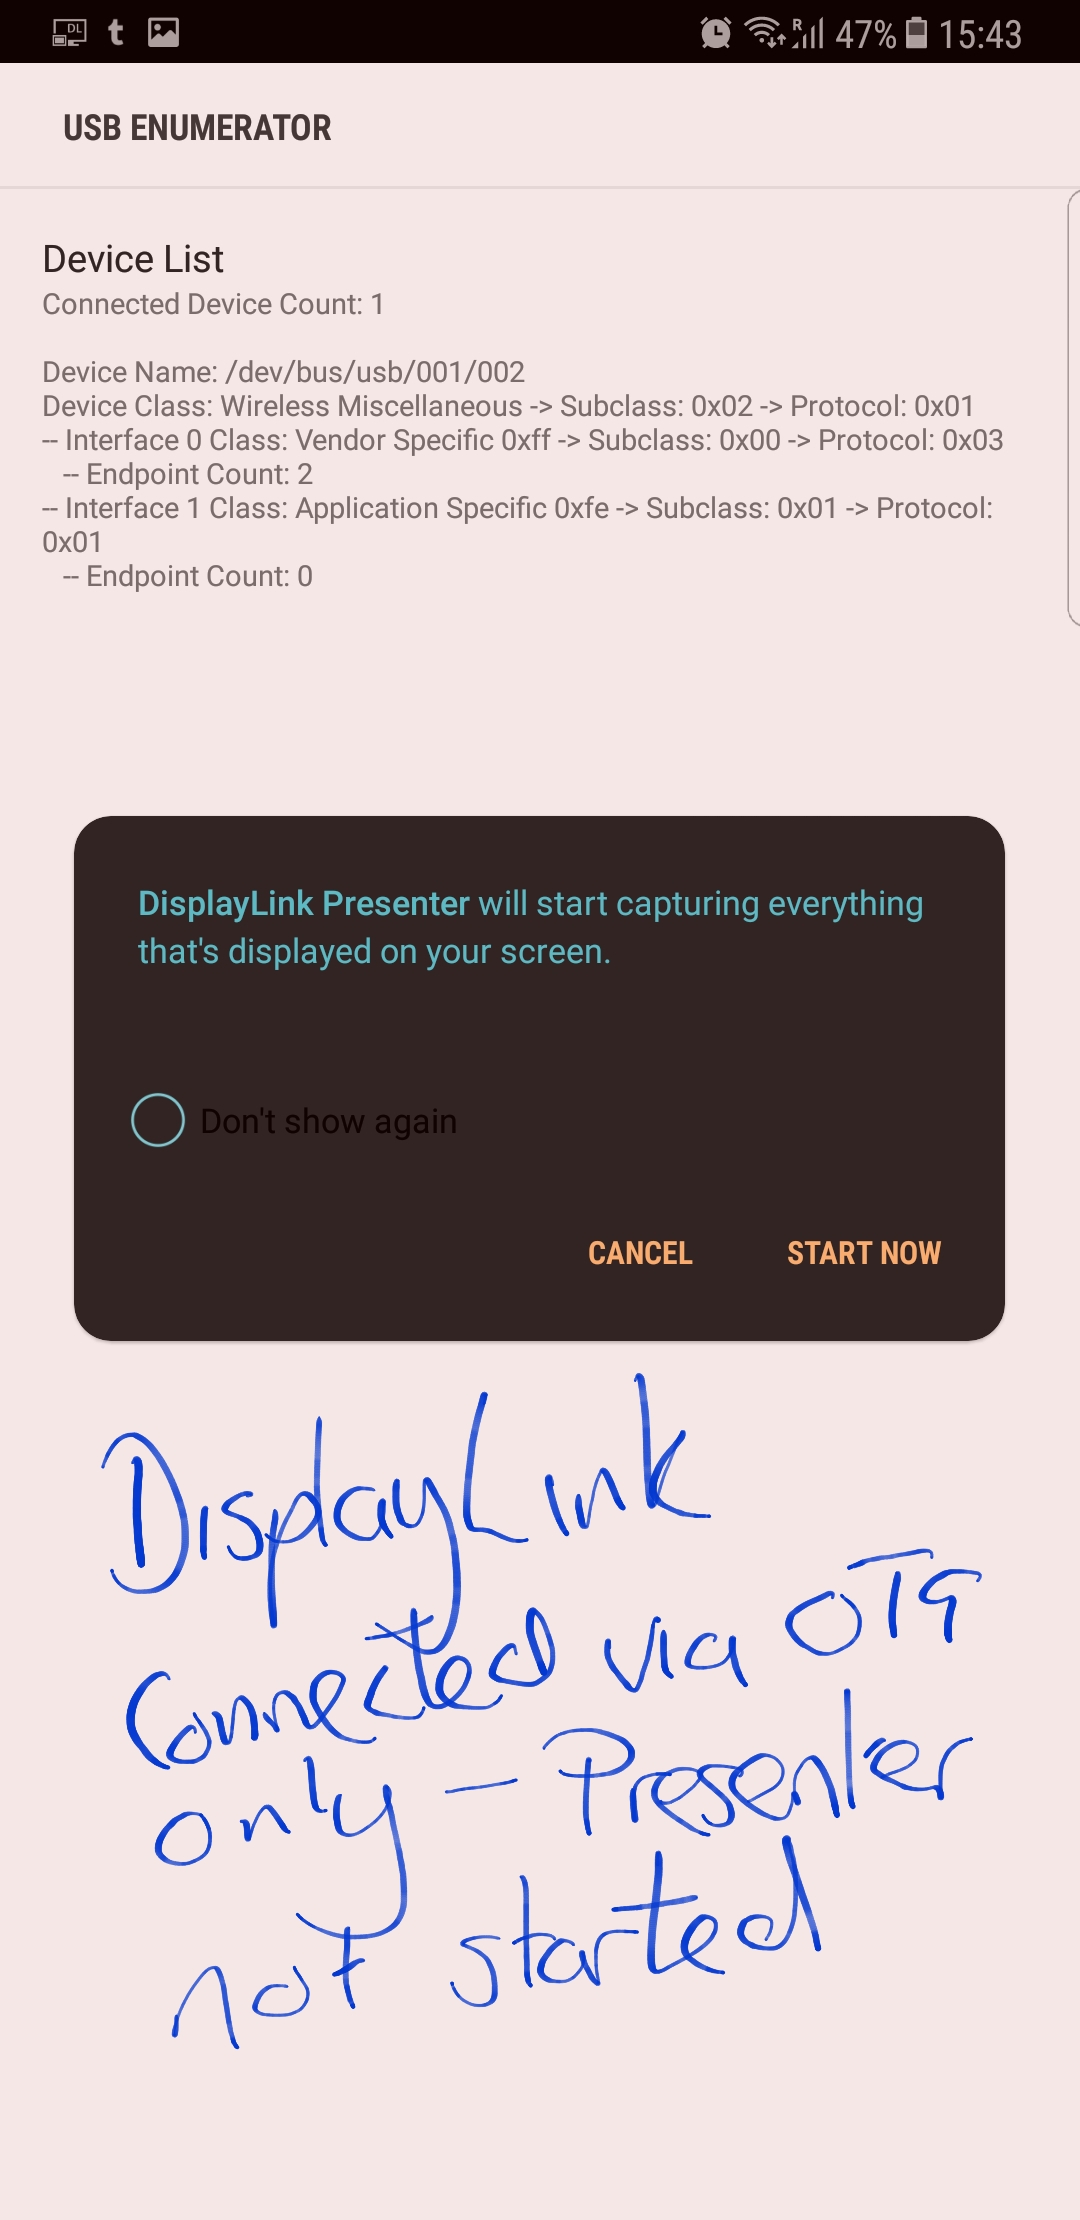 DL t R 47% 15:43
USB ENUMERATOR
Device List
Connected Device Count: 1
Device Name: /dev/bus/usb/001/002
Device Class: Wireless Miscellaneous -> Subclass: 0x02 -> Protocol: 0x01
-- Interface 0 Class: Vendor Specific 0xff -> Subclass: 0x00 -> Protocol: 0x03
-- Endpoint Count: 2
-- Interface 1 Class: Application Specific 0xfe -> Subclass: 0x01 -> Protocol:
0x01
-- Endpoint Count: 0
DisplayLink Presenter will start capturing everything
that's displayed on your screen.
Don't show again
CANCEL START NOW
DisplayLink
Connected via OTG
only - Presenter
not started